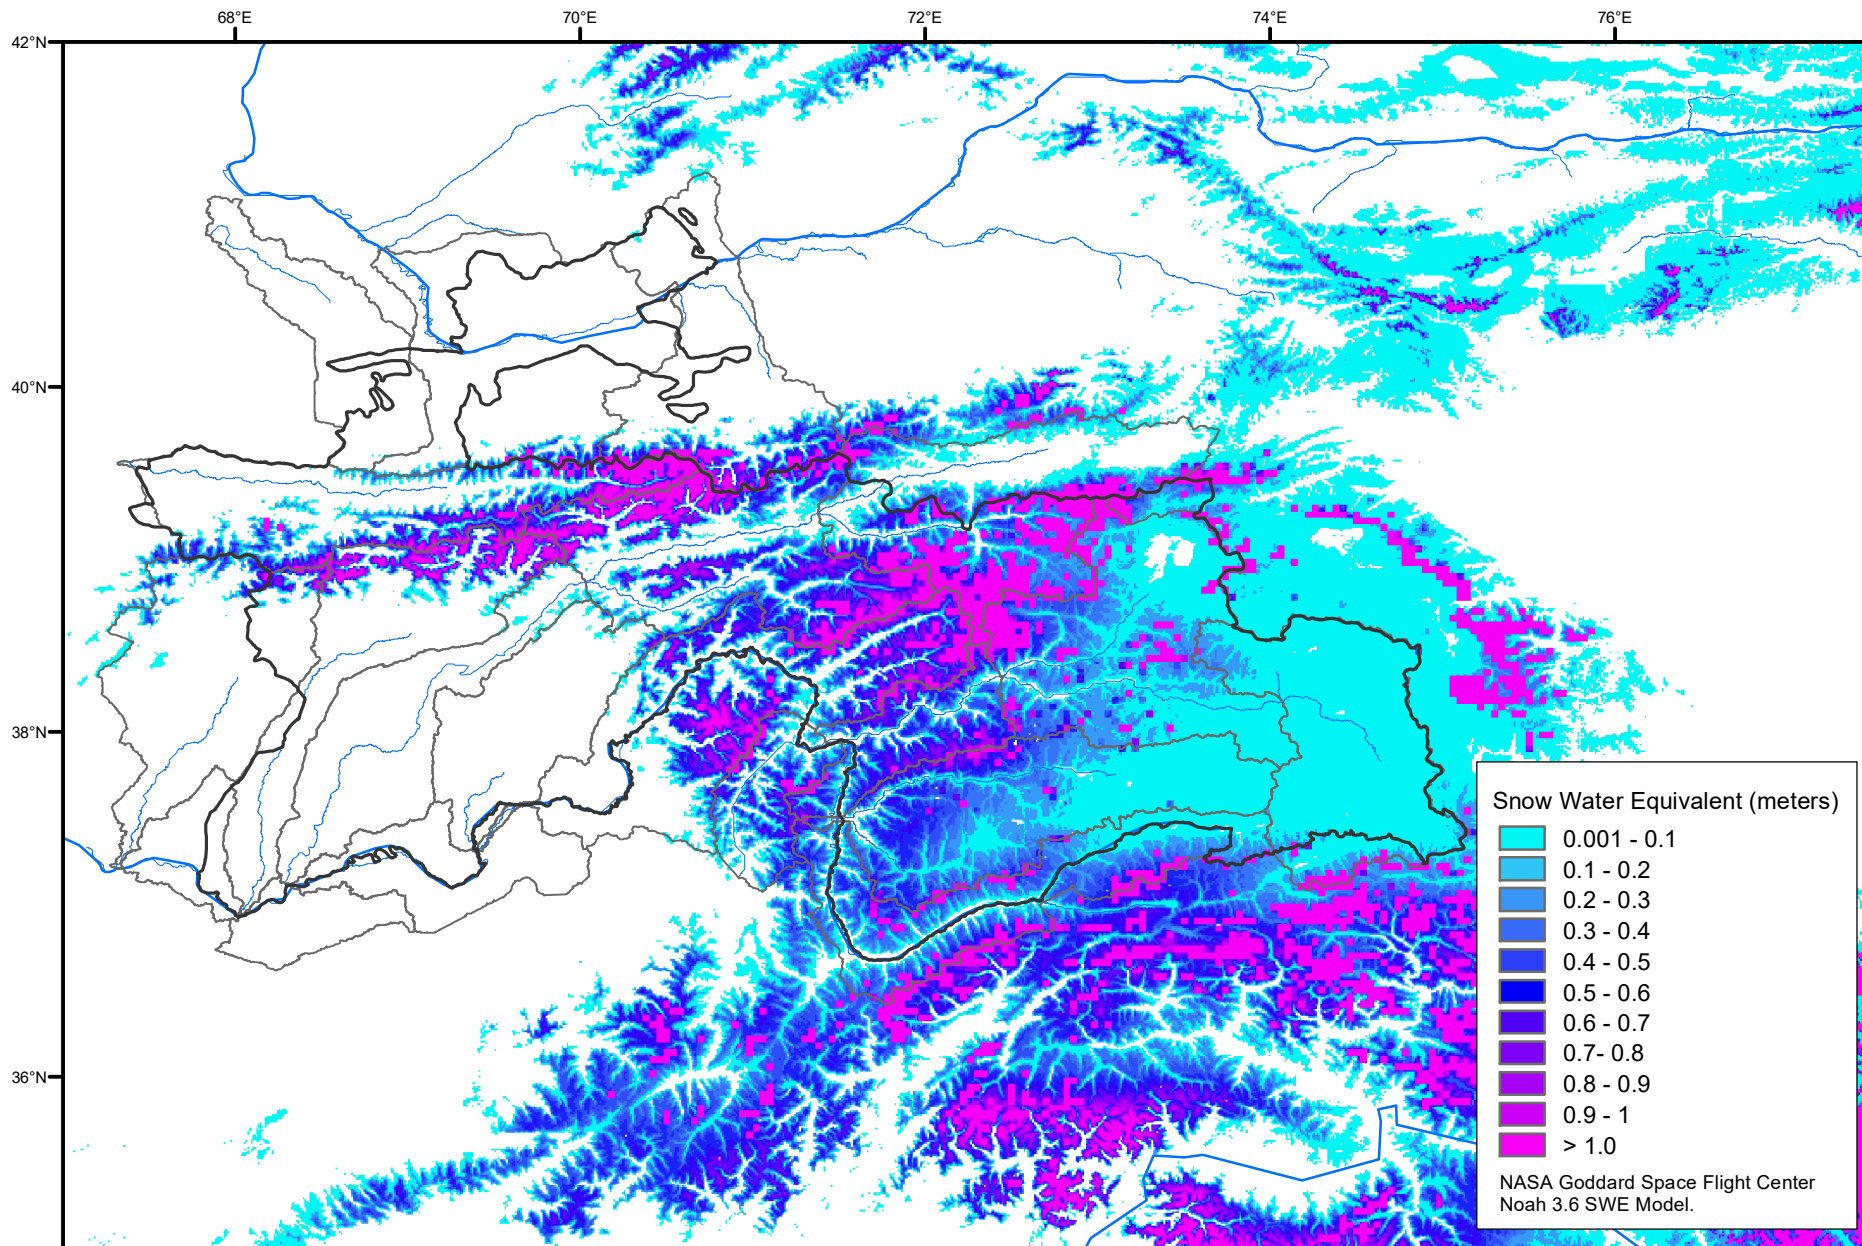 68°E
70°E
72°E
74°E
76°E
42°N
40°N
38°N
36°N
Snow Water Equivalent (meters)
0.001 - 0.1
0.1 - 0.2
0.2 - 0.3
0.3 - 0.4
0.4 - 0.5
0.5 - 0.6
0.6 - 0.7
0.7- 0.8
0.8 - 0.9
0.9 - 1
> 1.0
NASA Goddard Space Flight Center
Noah 3.6 SWE Model.